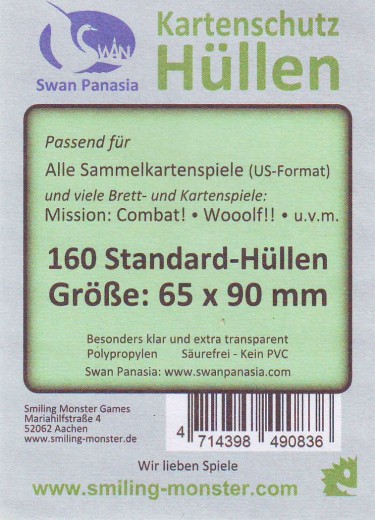 Kartenschutz
SWAN
Hüllen
Swan Panasia
Passend für
Alle Sammelkartenspiele (US-Format)
und viele Brett- und Kartenspiele:
Mission: Combat! • Wooolf!! • u.v.m.
160 Standard-Hüllen
Größe: 65 x 90 mm
Besonders klar und extra transparent
Polypropylen Säurefrei - Kein PVC
Swan Panasia: www.swanpanasia.com
Smiling Monster Games
Mariahilfstraße 4
52062 Aachen
www.smiling-monster.de
4 714398 490836
Wir lieben Spiele
www.smiling-monster.com